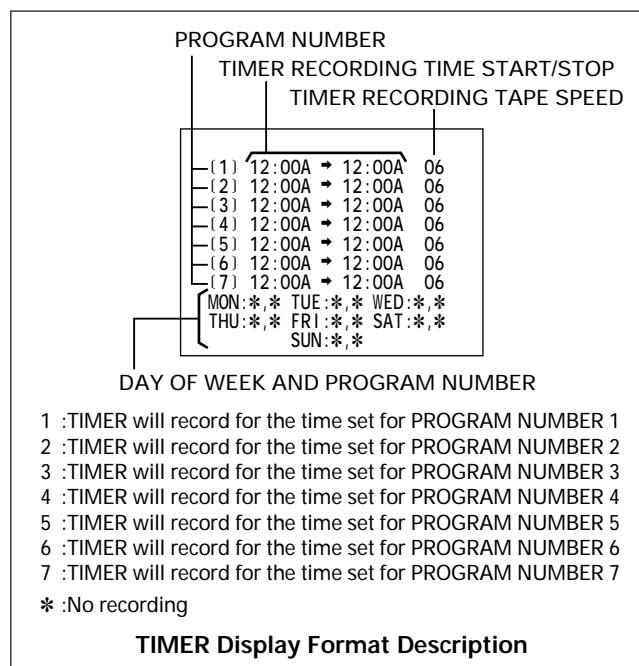 PROGRAM NUMBER
TIMER RECORDING TIME START/STOP
TIMER RECORDING TAPE SPEED
(1) 12:00A ➡ 12:00A 06
(2) 12:00A ➡ 12:00A 06
(3) 12:00A ➡ 12:00A 06
(4) 12:00A ➡ 12:00A 06
(5) 12:00A ➡ 12:00A 06
(6) 12:00A ➡ 12:00A 06
(7) 12:00A ➡ 12:00A 06
MON:✱,✱ TUE:✱,✱ WED:✱,✱
THU:✱,✱ FRI:✱,✱ SAT:✱,✱
SUN:✱,✱
DAY OF WEEK AND PROGRAM NUMBER
1 :TIMER will record for the time set for PROGRAM NUMBER 1
2 :TIMER will record for the time set for PROGRAM NUMBER 2
3 :TIMER will record for the time set for PROGRAM NUMBER 3
4 :TIMER will record for the time set for PROGRAM NUMBER 4
5 :TIMER will record for the time set for PROGRAM NUMBER 5
6 :TIMER will record for the time set for PROGRAM NUMBER 6
7 :TIMER will record for the time set for PROGRAM NUMBER 7
✱ :No recording
TIMER Display Format Description